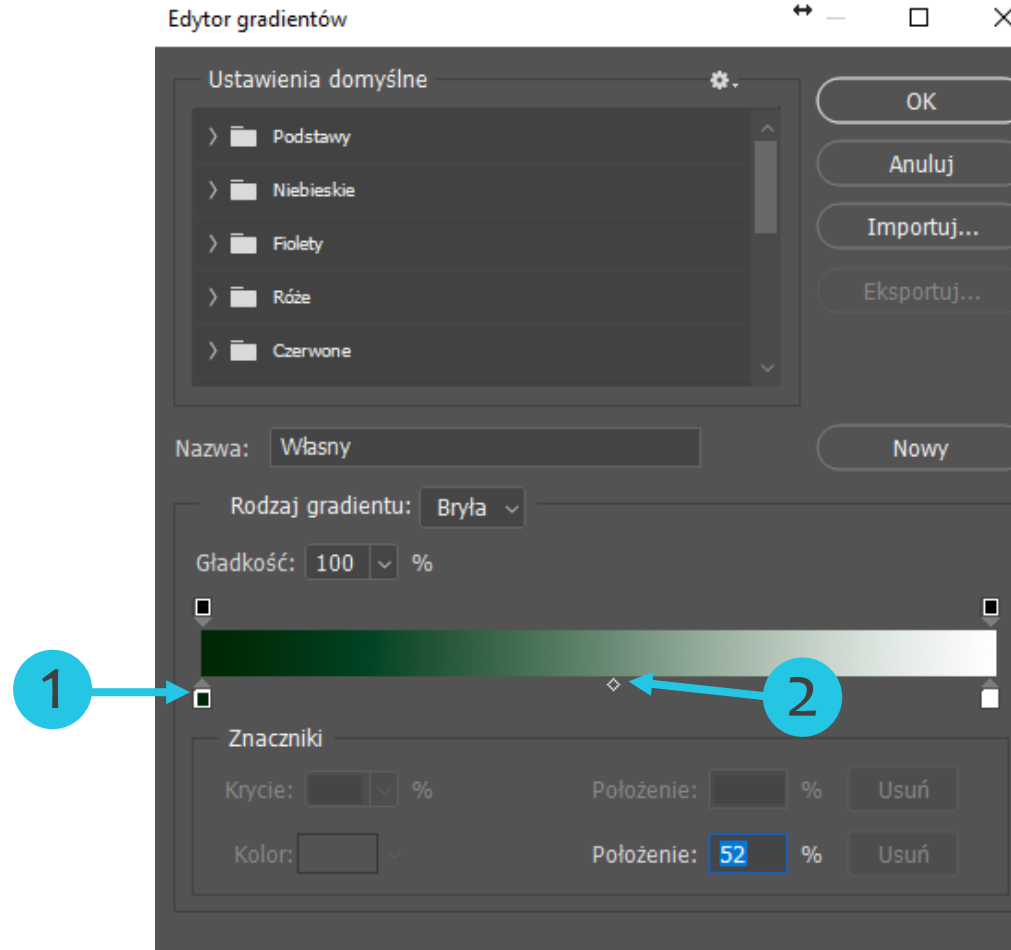 Edytor gradientów
Ustawienia domyślne
OK
Podstawy
Anuluj
Niebieskie
Importuj...
Fiolety
Eksportuj...
Róże
Czerwone
Nazwa: Własny
Nowy
Rodzaj gradientu: Bryła
Gładkość: 100 %
1
2
Znaczniki
Krycie: % Położenie: % Usuń
Kolor: Położenie: 52 % Usuń